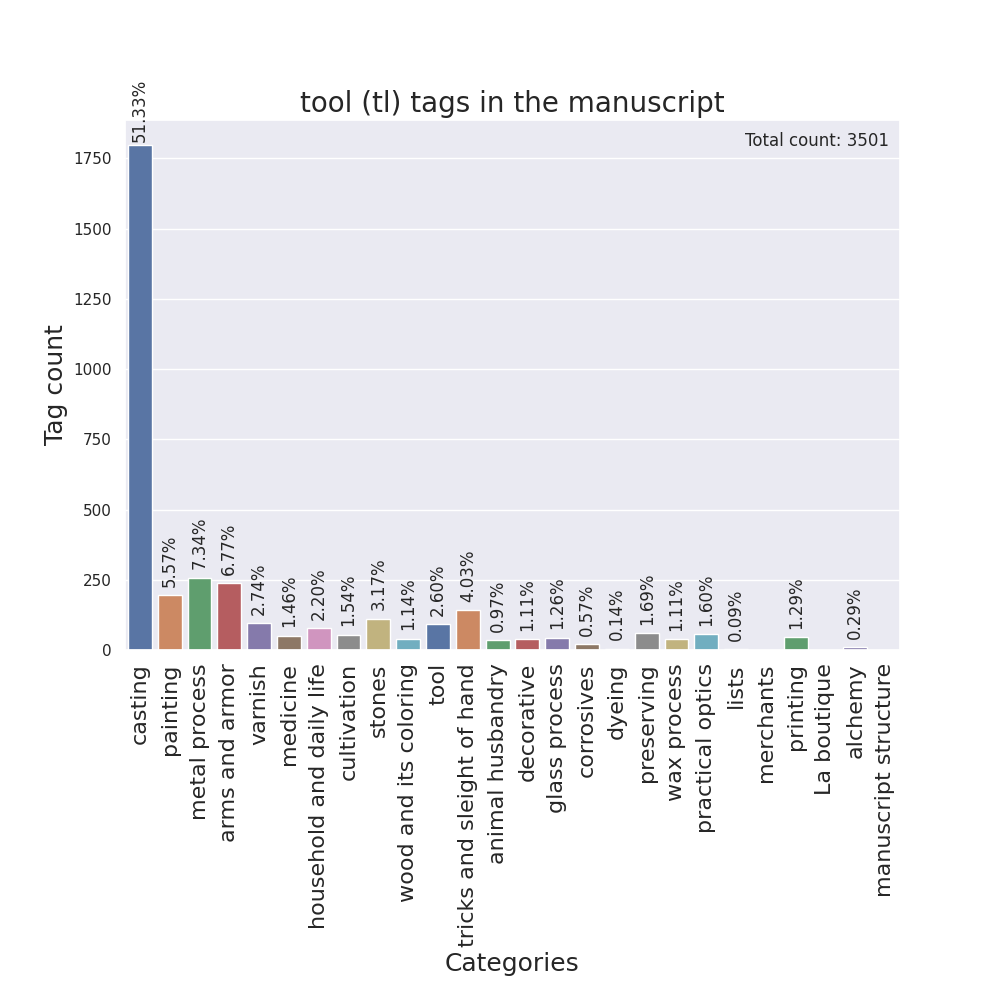 tool (tl) tags in the manuscript
Total count: 3501
Tag count
1750
1500
1250
1000
750
500
250
0
51.33%
5.57%
7.34%
6.77%
2.74%
1.46%
2.20%
1.54%
3.17%
1.14%
2.60%
4.03%
0.97%
1.11%
1.26%
0.57%
0.14%
1.69%
1.11%
1.60%
0.09%
1.29%
0.29%
casting
painting
metal process
arms and armor
varnish
medicine
household and daily life
cultivation
stones
wood and its coloring
tool
tricks and sleight of hand
animal husbandry
decorative
glass process
corrosives
dyeing
preserving
wax process
practical optics
lists
merchants
printing
La boutique
alchemy
manuscript structure
Categories